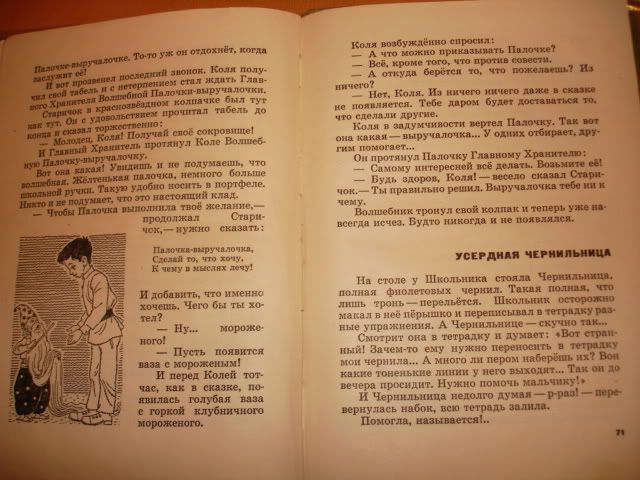 Палочке-выручалочке. То-то уж он отдохнёт, когда
заслужит её!
И вот прозвенел последний звонок. Коля полу-
чил свой табель и с нетерпением стал ждать Глав-
ного Хранителя Волшебной Палочки-выручалочки.
Старичок в краснозвёздном колпачке был тут
как тут. Он с удовольствием прочитал табель до
конца и сказал торжественно:
— Молодец, Коля! Получай своё сокровище!
И Главный Хранитель протянул Коле Волшеб-
ную Палочку-выручалочку.
Вот она какая! Увидишь и не подумаешь, что
волшебная. Жёлтенькая палочка, немного больше
школьной ручки. Такую удобно носить в портфеле.
Никто и не подумает, что это настоящий клад.
— Чтобы Палочка выполнила твоё желание,—
продолжал Стари-
чок,— нужно сказать:
Палочка-выручалочка,
Сделай то, что хочу,
К чему в мыслях лечу!
И добавить, что именно
хочешь. Чего бы ты хо-
тел?
— Ну... мороже-
ного!
— Пусть появится
ваза с мороженым!
И перед Колей тот-
час, как в сказке, по-
явилась голубая ваза
с горкой клубничного
мороженого.
Коля возбуждённо спросил:
— А что можно приказывать Палочке?
— Всё, кроме того, что против совести.
— А откуда берётся то, что пожелаешь? Из
ничего?
— Нет, Коля. Из ничего ничего даже в сказке
не появляется. Тебе даром будет доставаться то,
что сделали другие.
Коля в задумчивости вертел Палочку. Так вот
она какая — выручалочка... У одних отбирает, дру-
гим помогает...
Он протянул Палочку Главному Хранителю:
— Самому интересней всё делать. Возьмите её!
— Будь здоров, Коля! — весело сказал Стари-
чок.— Ты правильно решил. Выручалочка тебе ни к
чему.
Волшебник тронул свой колпак и теперь уже на-
всегда исчез. Будто никогда и не появлялся.
УСЕРДНАЯ ЧЕРНИЛЬНИЦА
На столе у Школьника стояла Чернильница,
полная фиолетовых чернил. Такая полная, что
лишь тронь — перельётся. Школьник осторожно
макал в неё пёрышко и переписывал в тетрадку раз-
ные упражнения. А Чернильнице — скучно так...
Смотрит она в тетрадку и думает: «Вот стран-
ный! Зачем-то ему нужно переносить в тетрадку
мои чернила... А много ли пером наберёшь их? Вон
какие тоненькие линии у него выходят... Так он до
вечера просидит. Нужно помочь мальчику!»
И Чернильница недолго думая — р-раз! — пере-
вернулась набок, всю тетрадь залила.
Помогла, называется!..
71